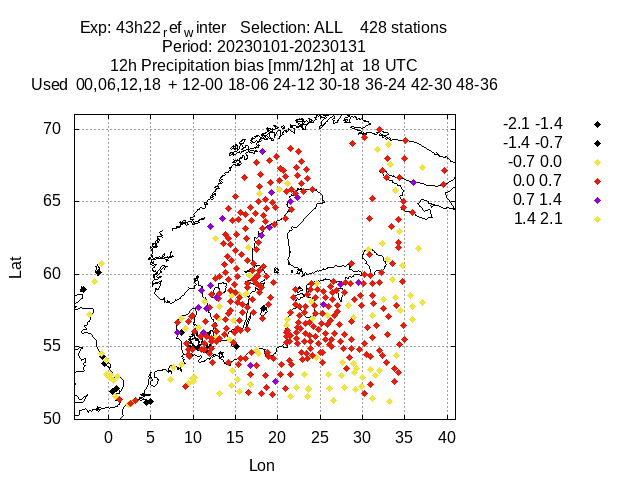 Exp: 43h22refwinter   Selection: ALL    428 stations
Period: 20230101-20230131
12h Precipitation bias [mm/12h] at  18 UTC
Used  00,06,12,18  + 12-00 18-06 24-12 30-18 36-24 42-30 48-36
-2.1 -1.4
-1.4 -0.7
-0.7 0.0
0.0 0.7
0.7 1.4
1.4 2.1
70
65
60
55
50
Lat
0 5 10 15 20 25 30 35 40
Lon